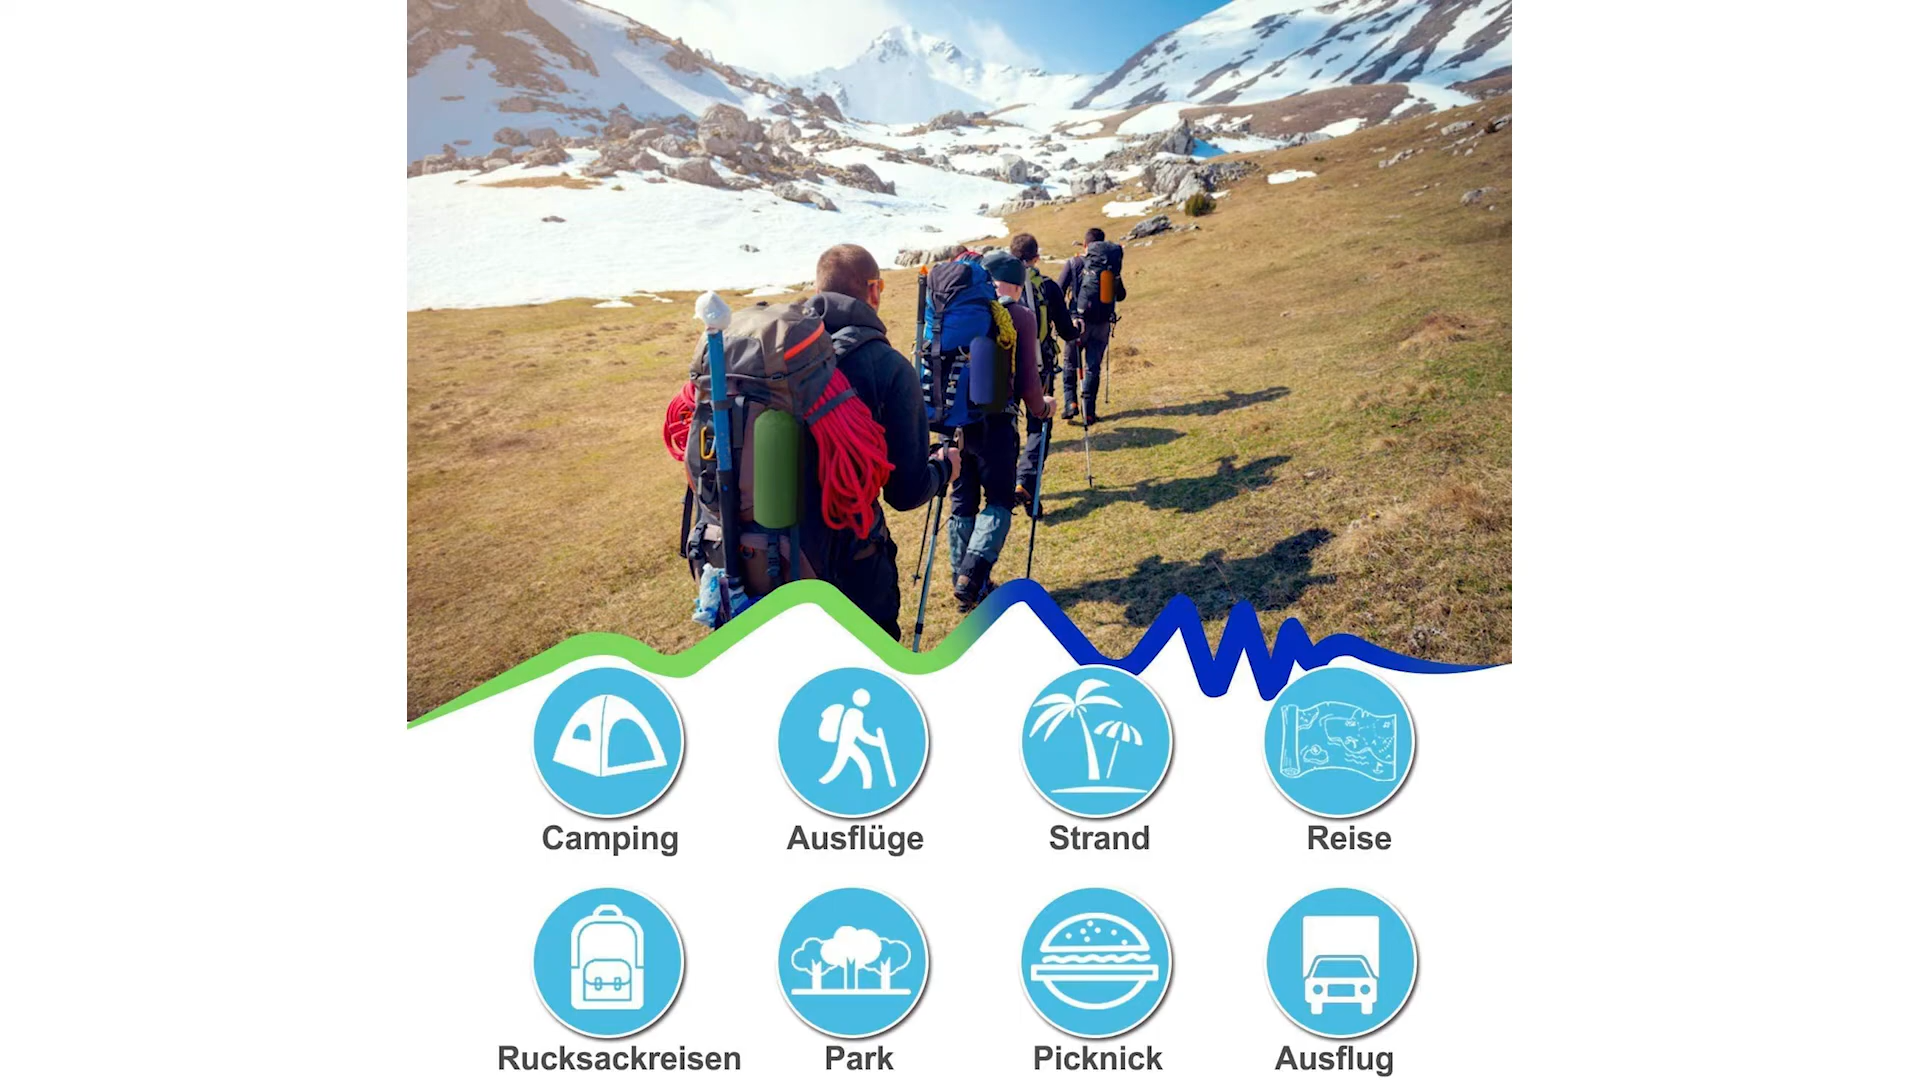 Camping
Ausflüge
Strand
Reise
Rucksackreisen
Park
Picknick
Ausflug